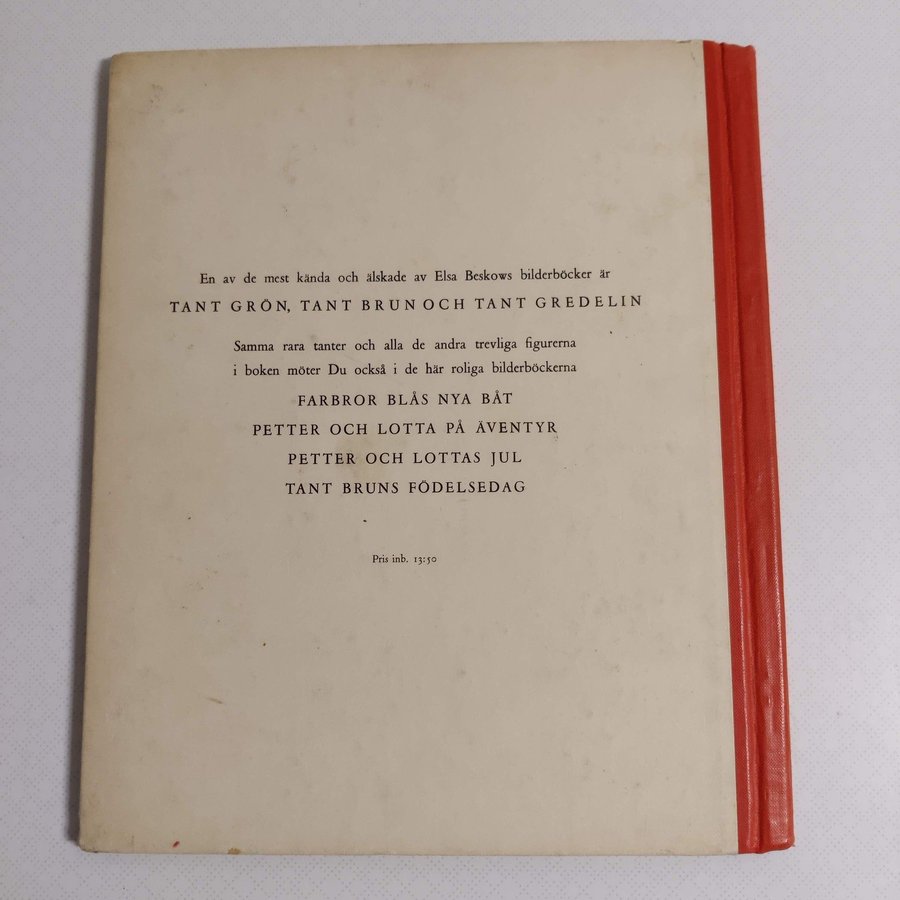 En av de mest kända och älskade av Elsa Beskows bilderböcker är
TANT GRÖN, TANT BRUN OCH TANT GREDELIN
Samma rara tanter och alla de andra trevliga figurerna
i boken möter Du också i de här roliga bilderböckerna
FARBROR BLÅS NYA BÅT
PETTER OCH LOTTA PÅ ÄVENTYR
PETTER OCH LOTTAS JUL
TANT BRUNS FÖDELSEDAG
Pris inb. 13:50